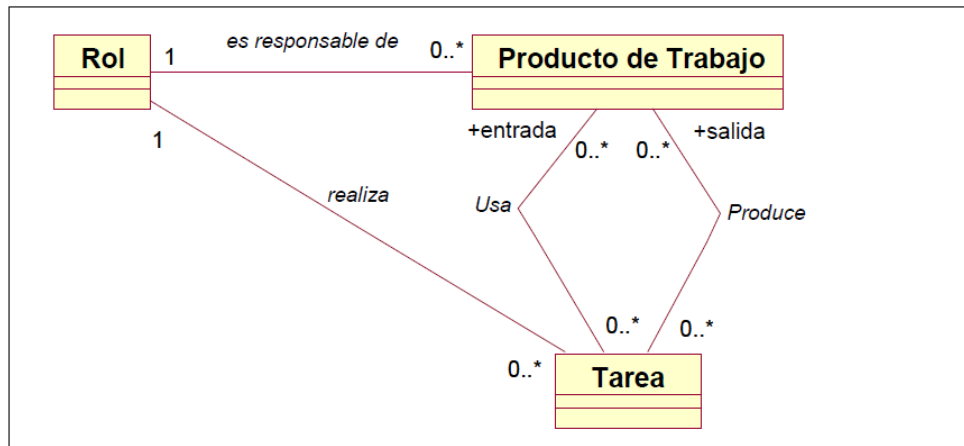 es responsable de
Rol
1
0..*
Producto de Trabajo
1
+entrada
+salida
0..*
0..*
realiza
Usa
Produce
0..*
0..*
0..*
Tarea